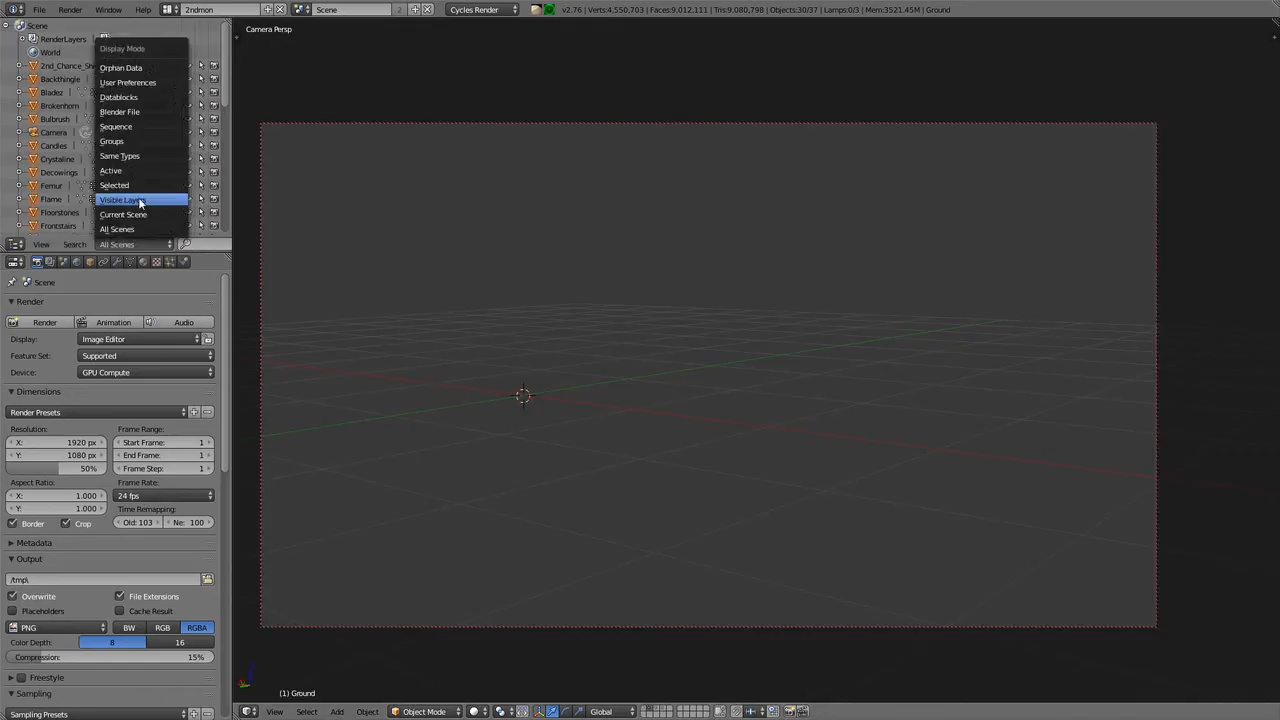 File Render Window Help 2ndmon Scene 2 Cycles Render v2.76 | Verts:4,550,703 | Faces:9,012,111 | Tris:9,080,798 | Objects:30/37 | Lamps:0/3 | Mem:3521.45M | Ground
Camera Persp
Scene
RenderLayers
World
2nd_Chance_Sh
Backthingle
Bladez
Brokenhorn
Bulbrush
Camera
Candles
Crystaline
Decowings
Femur
Flame
Floorstones
Frontstairs
Display Mode
Orphan Data
User Preferences
Datablocks
Blender File
Sequence
Groups
Same Types
Active
Selected
Visible Layers
Current Scene
All Scenes
View Search All Scenes
Scene
Render
Render Animation Audio
Display: Image Editor
Feature Set: Supported
Device: GPU Compute
Dimensions
Render Presets
Resolution: Frame Range:
X: 1920 px Start Frame: 1
Y: 1080 px End Frame: 1
50% Frame Step: 1
Aspect Ratio: Frame Rate:
X: 1.000 24 fps
Y: 1.000 Time Remapping:
Border Crop Old: 103 Ne: 100
Metadata
Output
/tmp\
Overwrite File Extensions
Placeholders Cache Result
PNG BW RGB RGBA
Color Depth: 8 16
Compression: 15%
Freestyle
Sampling
Sampling Presets
(1) Ground
View Select Add Object Object Mode Global